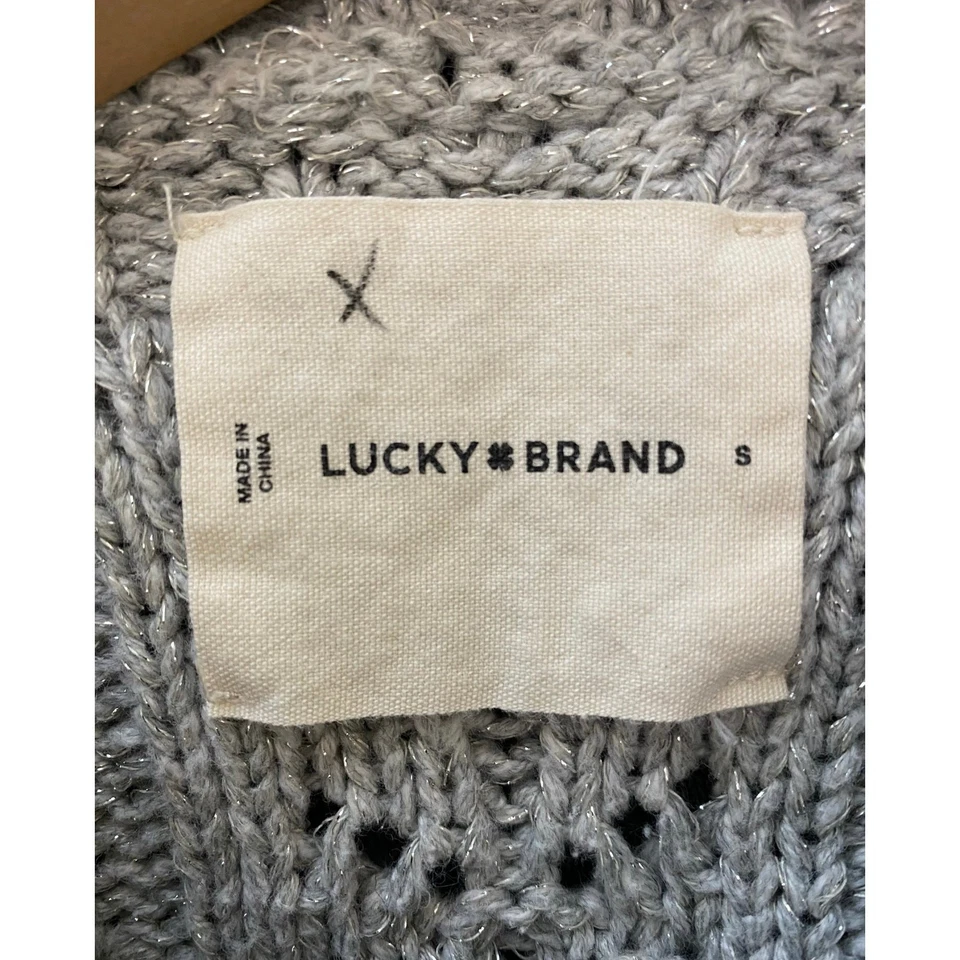 X
MADE IN
CHINA
LUCKY BRAND S